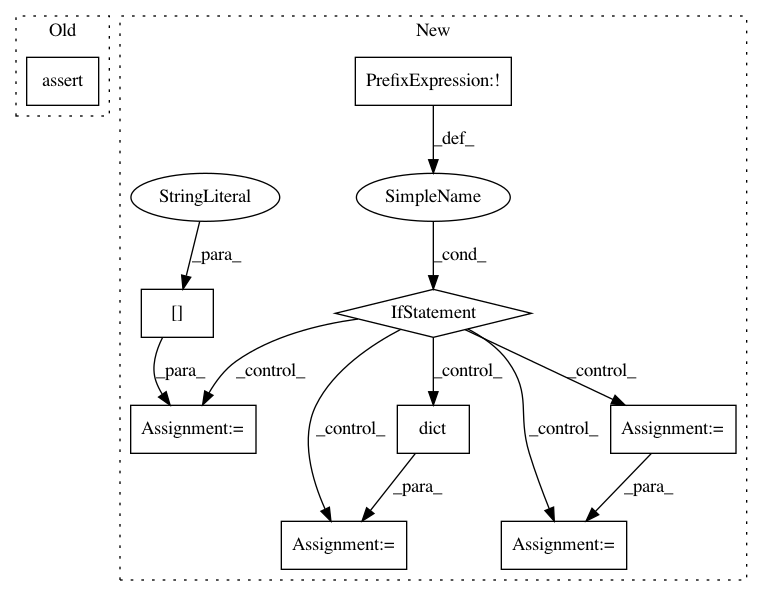 Old
New
assert
PrefixExpression:!
_def_
StringLiteral
SimpleName
_para_
_cond_
[]
IfStatement
_para_
_control_
_control_
_control_
_control_
_control_
Assignment:=
dict
Assignment:=
_para_
_para_
Assignment:=
Assignment:=